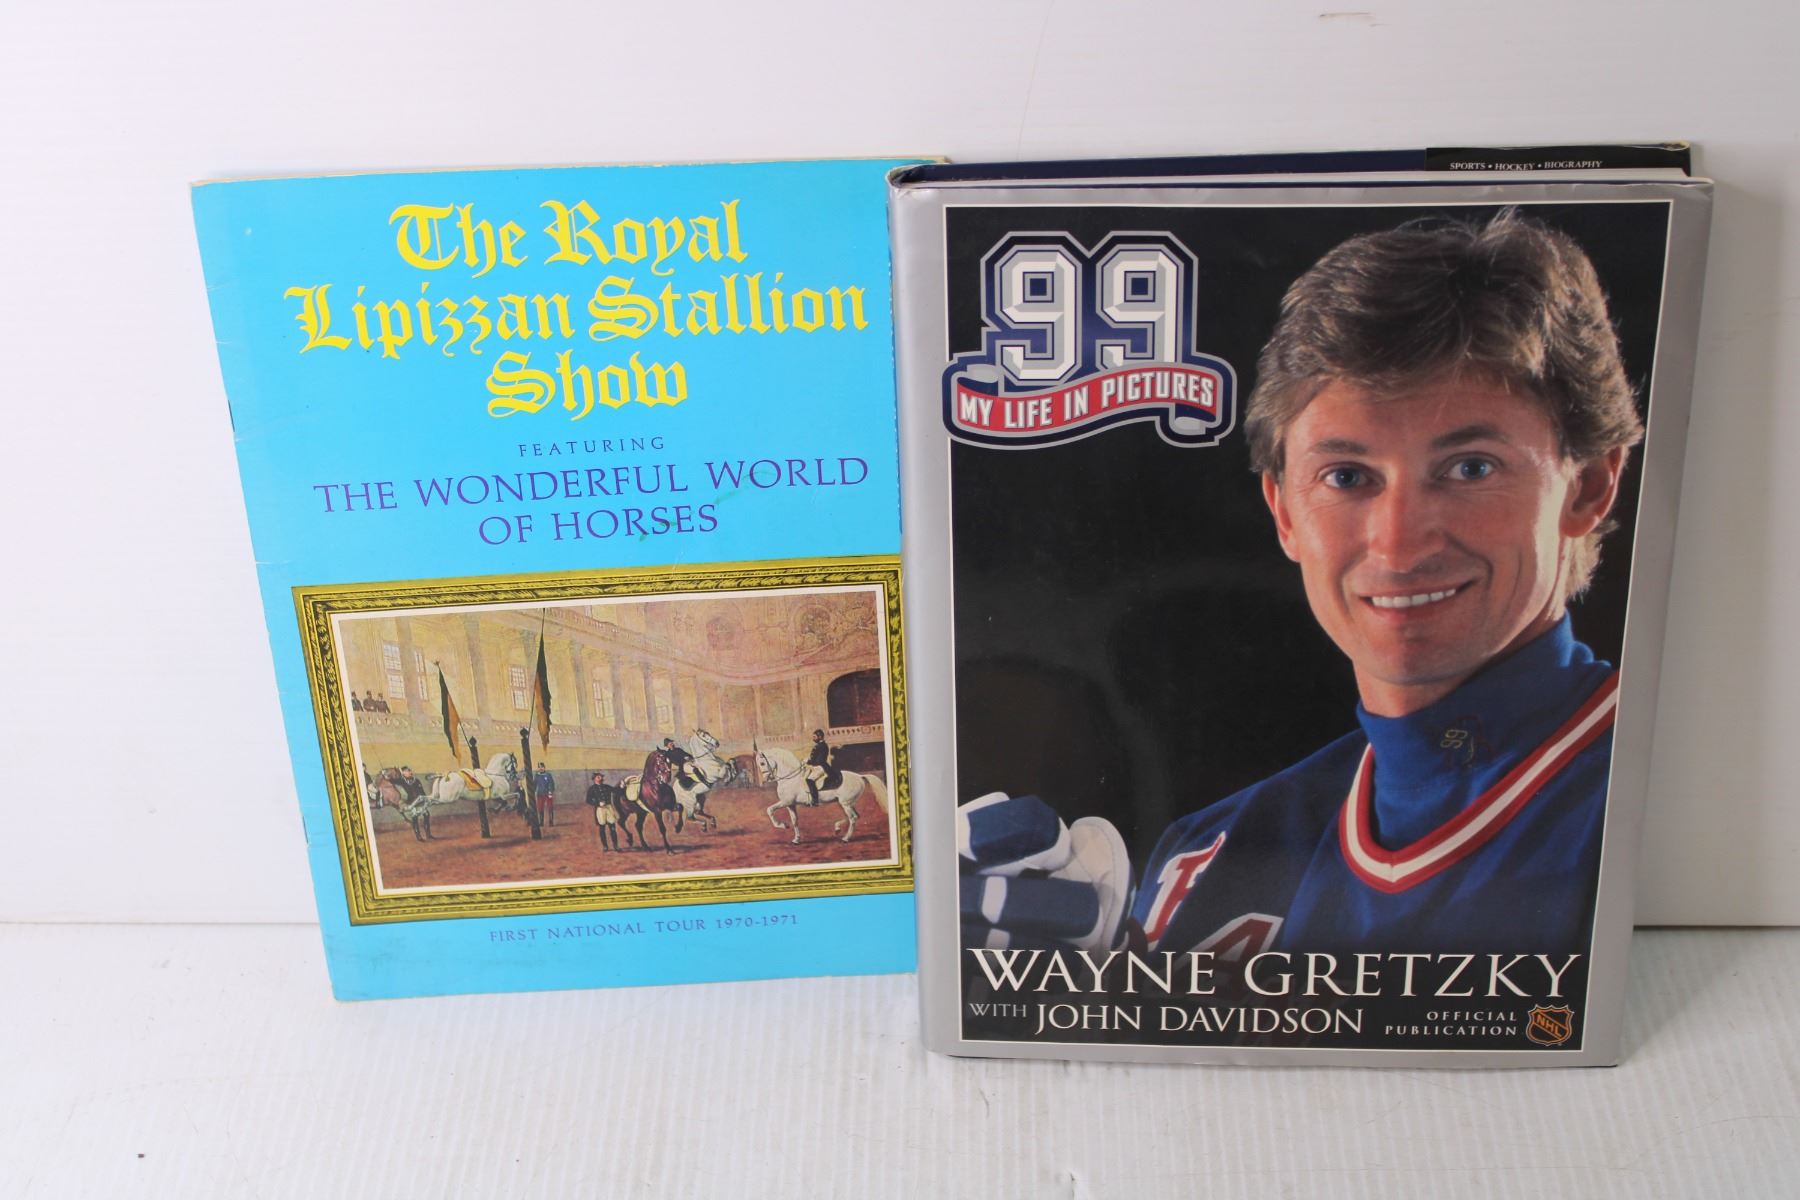 The Royal
Lipizzan Stallion
Show
FEATURING
THE WONDERFUL WORLD
OF HORSES
FIRST NATIONAL TOUR 1970-1971
SPORTS • HOCKEY • BIOGRAPHY
99
MY LIFE IN PICTURES
99
WAYNE GRETZKY
WITH JOHN DAVIDSON
OFFICIAL
PUBLICATION
NHL